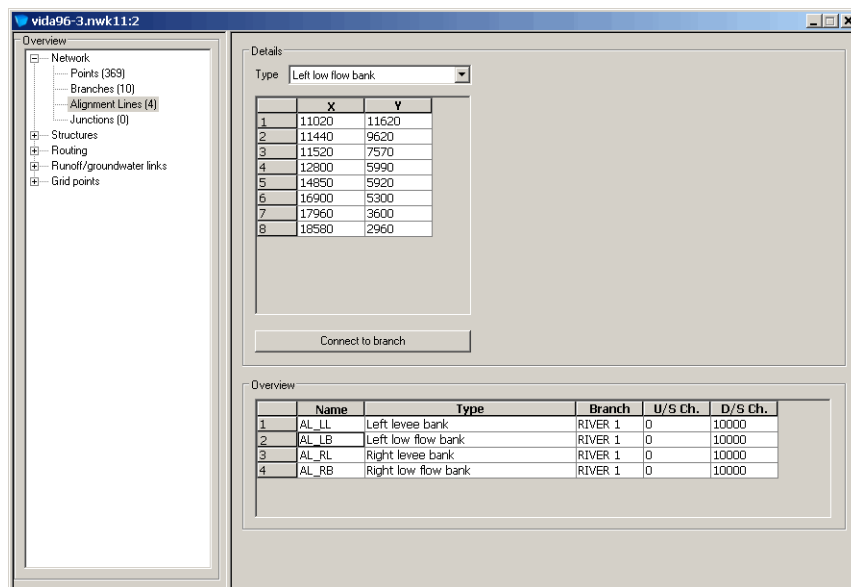 vida96-3.nwk11:2
Overview
Network
Points (369)
Branches (10)
Alignment Lines (4)
Junctions (0)
Structures
Routing
Runoff/groundwater links
Grid points
Details
Type Left low flow bank
X Y
1 11020 11620
2 11440 9620
3 11520 7570
4 12800 5990
5 14850 5920
6 16900 5300
7 17960 3600
8 18580 2960
Connect to branch
Overview
Name Type Branch U/S Ch. D/S Ch.
1 AL_LL Left levee bank RIVER 1 0 10000
2 AL_LB Left low flow bank RIVER 1 0 10000
3 AL_RL Right levee bank RIVER 1 0 10000
4 AL_RB Right low flow bank RIVER 1 0 10000